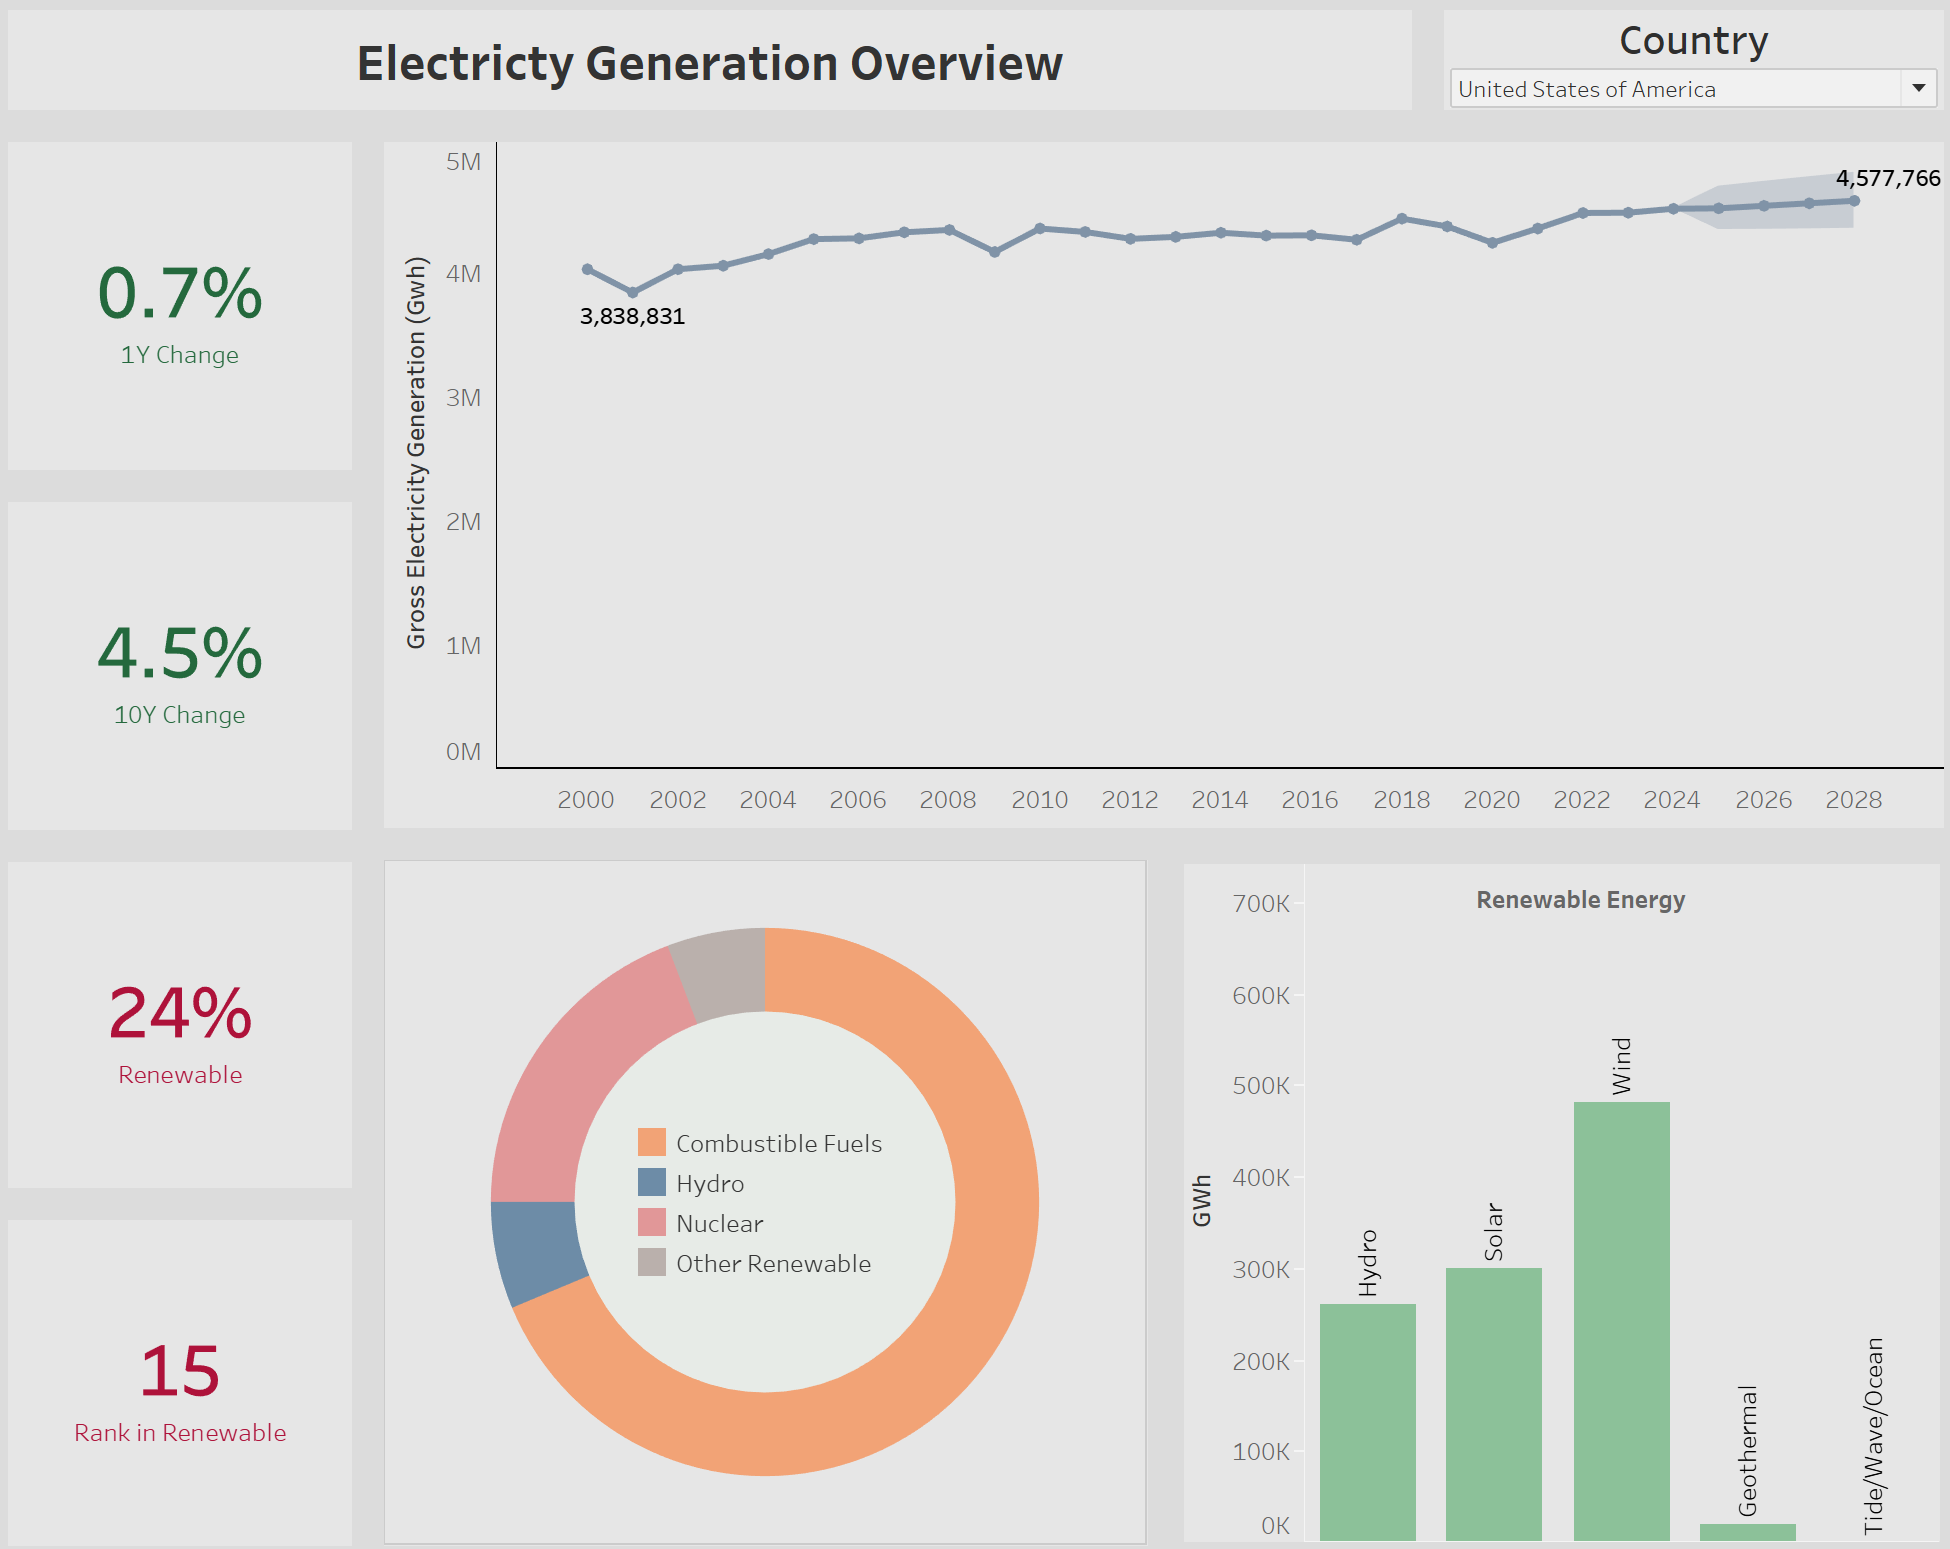 Electricty Generation Overview
Country
United States of America
0.7%
1Y Change
4.5%
10Y Change
24%
Renewable
15
Rank in Renewable
Gross Electricity Generation (Gwh)
5M
4M
3M
2M
1M
0M
3,838,831
4,577,766
2000 2002 2004 2006 2008 2010 2012 2014 2016 2018 2020 2022 2024 2026 2028
Combustible Fuels
Hydro
Nuclear
Other Renewable
Renewable Energy
GWh
700K
600K
500K
400K
300K
200K
100K
0K
Hydro
Solar
Wind
Geothermal
Tide/Wave/Ocean